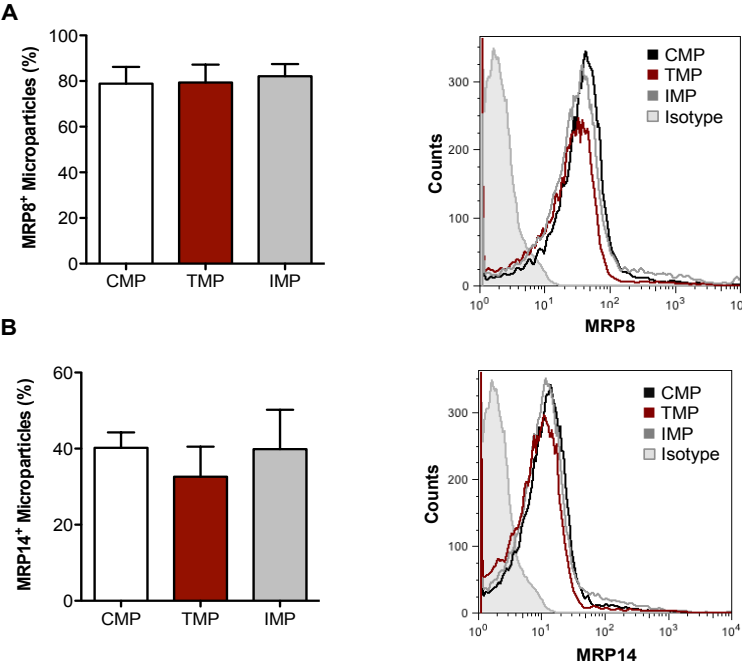 A
MRP8⁺ Microparticles (%)
100
80
60
40
20
0
CMP TMP IMP
Counts
300
200
100
0
10⁰ 10¹ 10² 10³
MRP8
CMP
TMP
IMP
Isotype
B
MRP14⁺ Microparticles (%)
60
40
20
0
CMP TMP IMP
Counts
300
200
100
0
10⁰ 10¹ 10² 10³ 10⁴
MRP14
CMP
TMP
IMP
Isotype